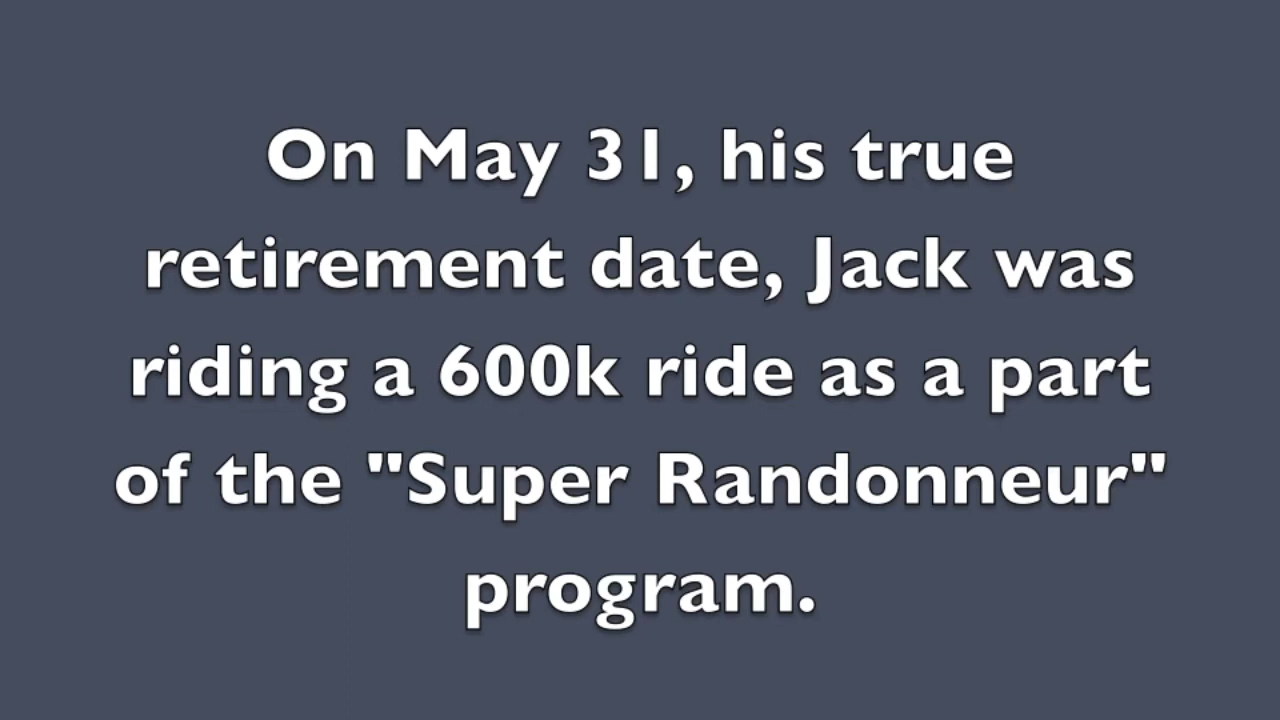 On May 31, his true
retirement date, Jack was
riding a 600k ride as a part
of the "Super Randonneur"
program.